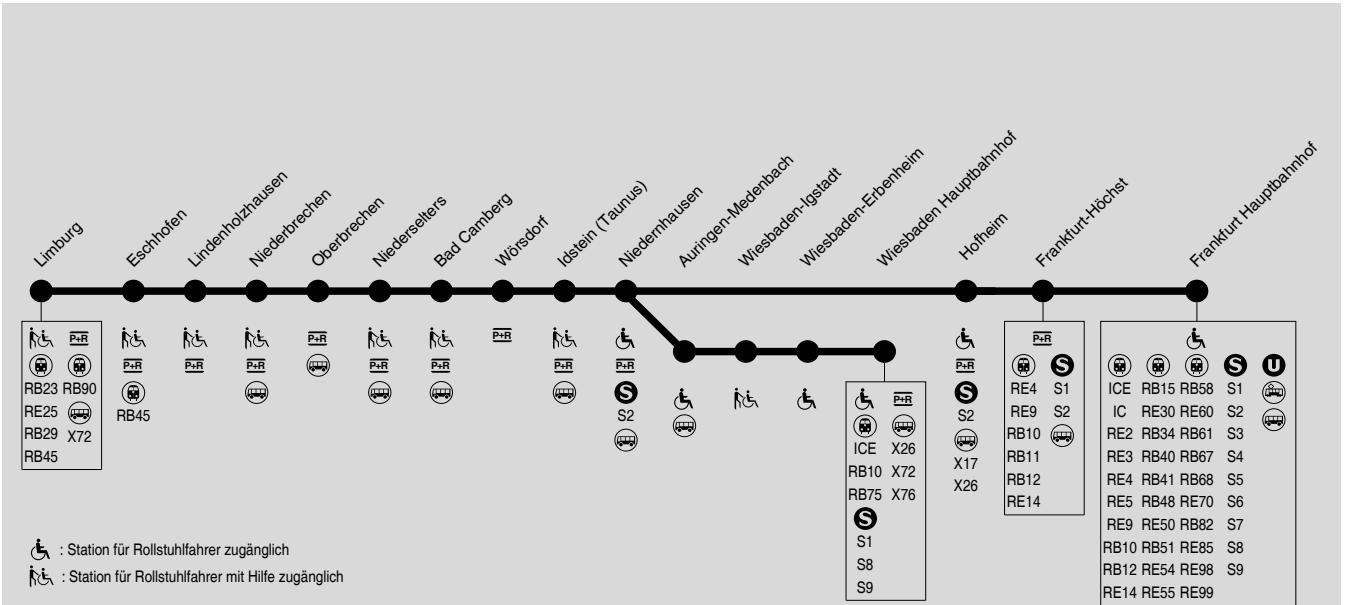 Limburg
Eschhofen
Lindenholzhausen
Niederbrechen
Oberbrechen
Niederselters
Bad Camberg
Wörsdorf
Idstein (Taunus)
Niedernhausen
Auringen-Medenbach
Wiesbaden-Igstadt
Wiesbaden-Erbenheim
Wiesbaden Hauptbahnhof
Hofheim
Frankfurt-Höchst
Frankfurt Hauptbahnhof
P+R
RB23 RB90
RE25
RB29 X72
RB45
P+R
RB45
P+R
P+R
P+R
P+R
P+R
P+R
P+R
P+R
S
S2
P+R
ICE X26
RB10 X72
RB75 X76
S
S1
S8
S9
P+R
S
S2
X17
X26
P+R
S
RE4 S1
RE9 S2
RB10
RB11
RB12
RE14
S U
ICE RB15 RB58 S1
IC RE30 RE60 S2
RE2 RB34 RB61 S3
RE3 RB40 RB67 S4
RE4 RB41 RB68 S5
RE5 RB48 RE70 S6
RE9 RE50 RB82 S7
RB10 RB51 RE85 S8
RB12 RE54 RE98 S9
RE14 RE55 RE99
: Station für Rollstuhlfahrer zugänglich
: Station für Rollstuhlfahrer mit Hilfe zugänglich